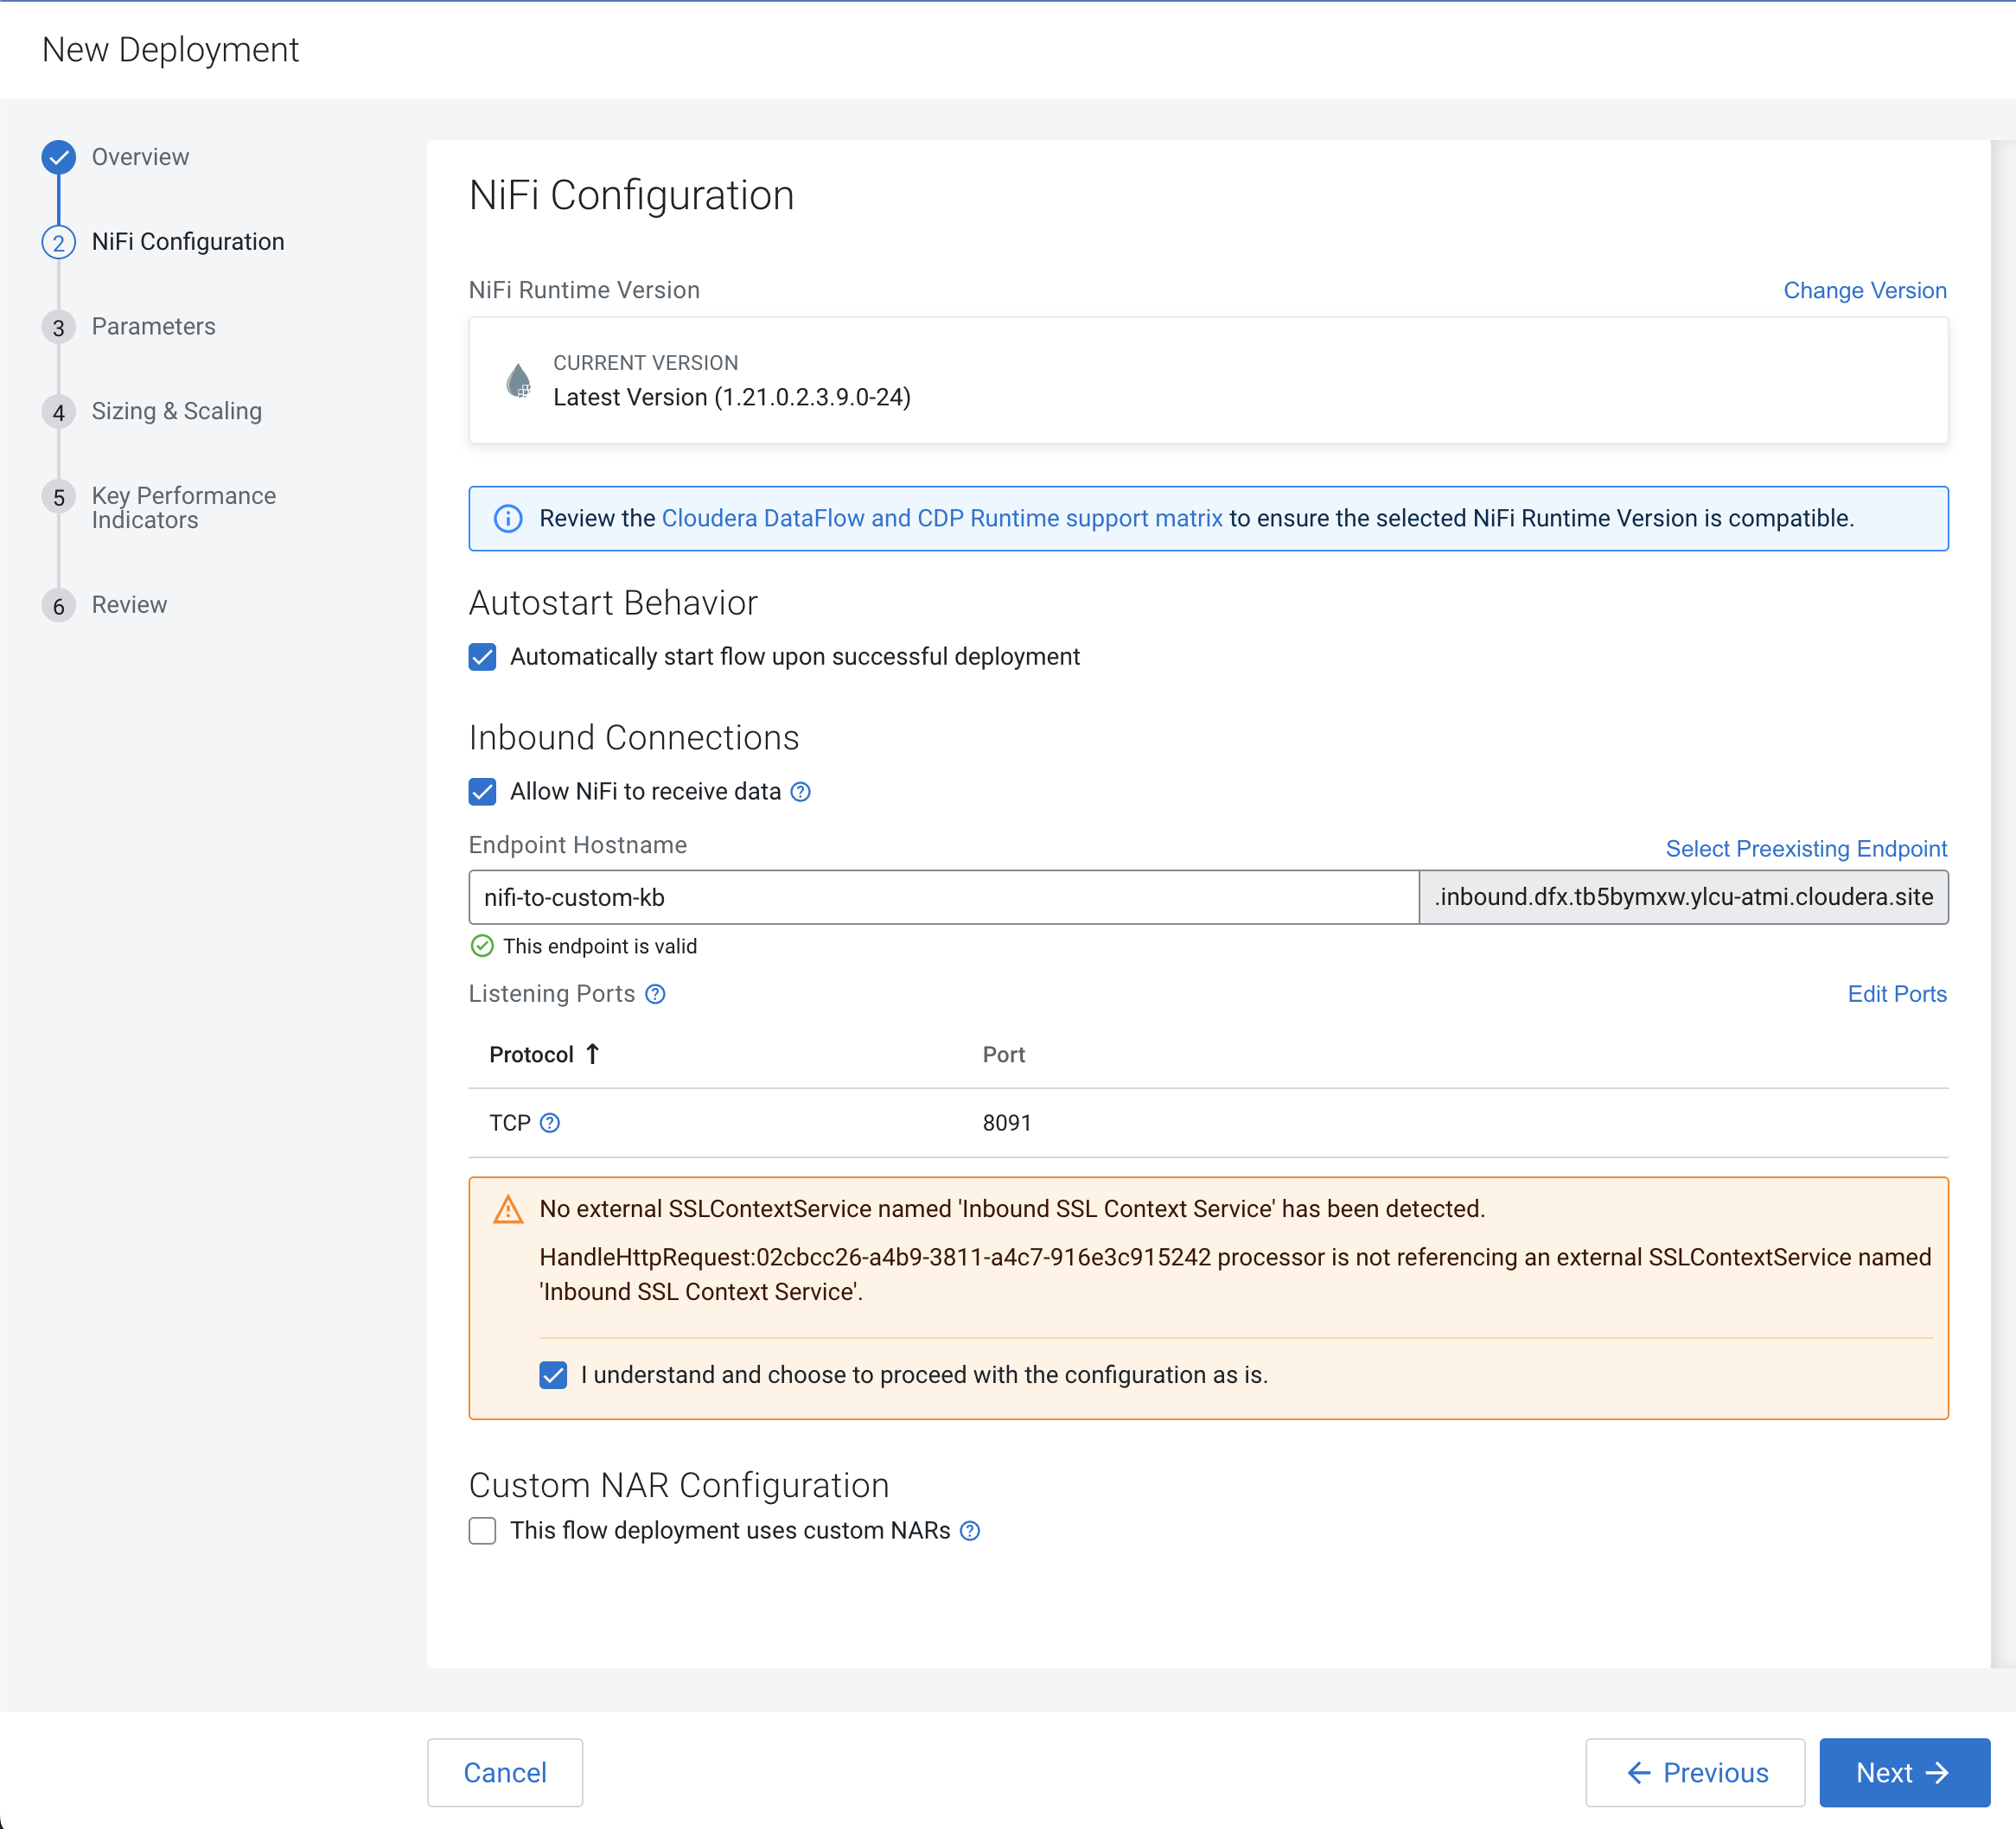 New Deployment
Overview
2 NiFi Configuration
3 Parameters
4 Sizing & Scaling
5 Key Performance
Indicators
6 Review
NiFi Configuration
NiFi Runtime Version
Change Version
CURRENT VERSION
Latest Version (1.21.0.2.3.9.0-24)
Review the Cloudera DataFlow and CDP Runtime support matrix to ensure the selected NiFi Runtime Version is compatible.
Autostart Behavior
Automatically start flow upon successful deployment
Inbound Connections
Allow NiFi to receive data ?
Endpoint Hostname
Select Preexisting Endpoint
nifi-to-custom-kb .inbound.dfx.tb5bymxw.ylcu-atmi.cloudera.site
This endpoint is valid
Listening Ports ?
Edit Ports
Protocol ↑ Port
TCP ? 8091
No external SSLContextService named 'Inbound SSL Context Service' has been detected.
HandleHttpRequest:02cbcc26-a4b9-3811-a4c7-916e3c915242 processor is not referencing an external SSLContextService named
'Inbound SSL Context Service'.
I understand and choose to proceed with the configuration as is.
Custom NAR Configuration
This flow deployment uses custom NARs ?
Cancel
← Previous
Next →